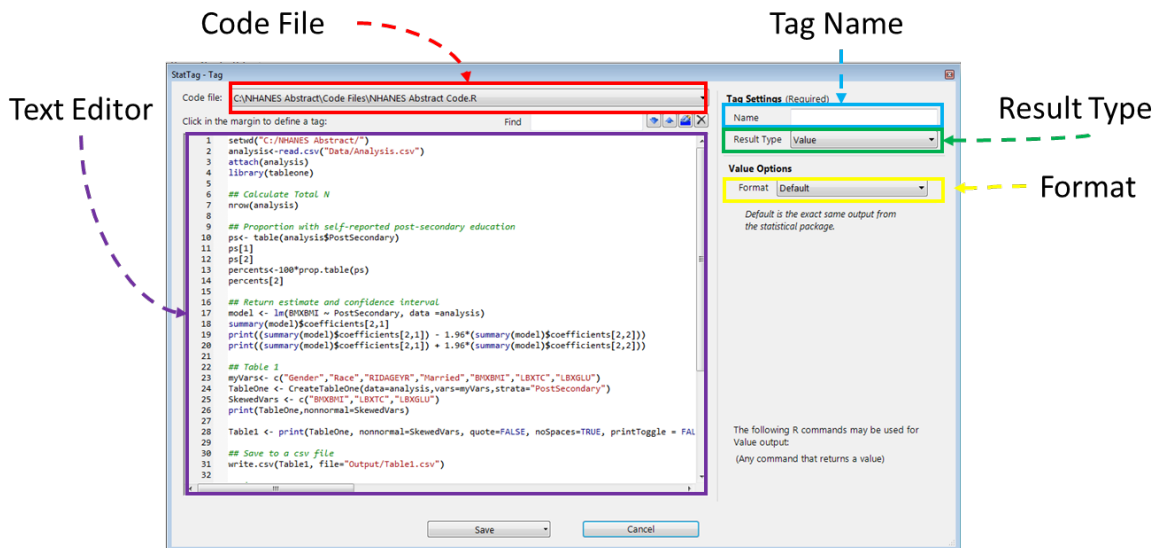 Code File
Tag Name
Text Editor
Result Type
Format
StatTag - Tag
Code file: C:\NHANES Abstract\Code Files\NHANES Abstract Code.R
Click in the margin to define a tag: Find
1 setwd("C:/NHANES Abstract/")
2 analysis<-read.csv("Data/Analysis.csv")
3 attach(analysis)
4 library(tableone)
5
6 ## Calculate Total N
7 nrow(analysis)
8
9 ## Proportion with self-reported post-secondary education
10 ps<- table(analysis$PostSecondary)
11 ps[1]
12 ps[2]
13 percents<-100*prop.table(ps)
14 percents[2]
15
16 ## Return estimate and confidence interval
17 model <- lm(BMXBMI ~ PostSecondary, data =analysis)
18 summary(model)$coefficients[2,1]
19 print((summary(model)$coefficients[2,1]) - 1.96*(summary(model)$coefficients[2,2]))
20 print((summary(model)$coefficients[2,1]) + 1.96*(summary(model)$coefficients[2,2]))
21
22 ## Table 1
23 myVars<- c("Gender","Race","RIDAGEYR","Married","BMXBMI","LBXTC","LBXGLU")
24 TableOne <- CreateTableOne(data=analysis,vars=myVars,strata="PostSecondary")
25 SkewedVars <- c("BMXBMI","LBXTC","LBXGLU")
26 print(TableOne,nonnormal=SkewedVars)
27
28 Table1 <- print(TableOne, nonnormal=SkewedVars, quote=FALSE, noSpaces=TRUE, printToggle = FAL
29
30 ## Save to a csv file
31 write.csv(Table1, file="Output/Table1.csv")
32
Tag Settings (Required)
Name
Result Type Value
Value Options
Format Default
Default is the exact same output from
the statistical package.
The following R commands may be used for
Value output:
(Any command that returns a value)
Save
Cancel